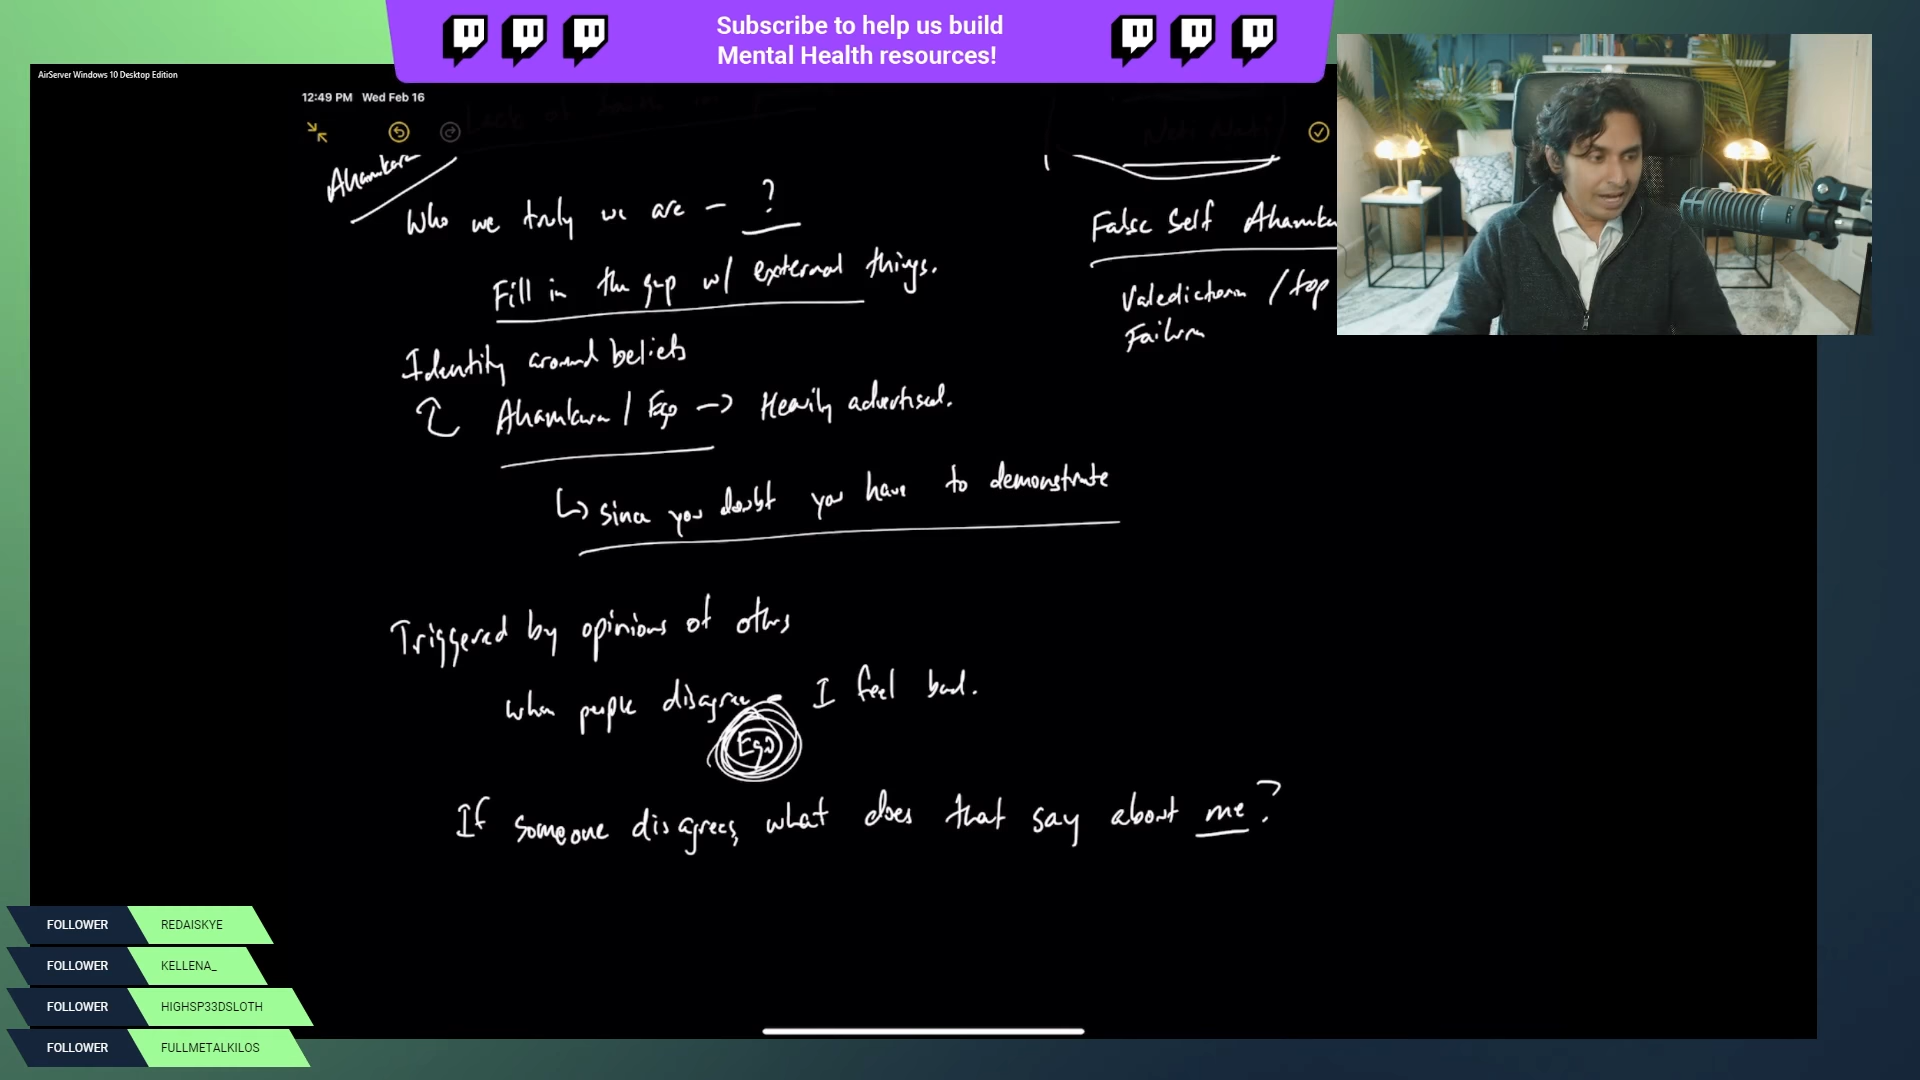 Subscribe to help us build
Mental Health resources!
AirServer Windows 10 Desktop Edition
12:49 PM Wed Feb 16
Lack of
Ahamkara
Who we truly we are - ?
Fill in the gap w/ external things.
Identity around beliefs
Ahamkara / Ego -> Heavily advertised.
↳ since you doubt you have to demonstrate
Triggered by opinions of others
when people disagree - I feel bad.
Ego
If someone disagrees, what does that say about me?
False Self Ahamka
Valedictorian / top
Failure
FOLLOWER REDAISKYE
FOLLOWER KELLENA_
FOLLOWER HIGHSP33DSLOTH
FOLLOWER FULLMETALKILOS